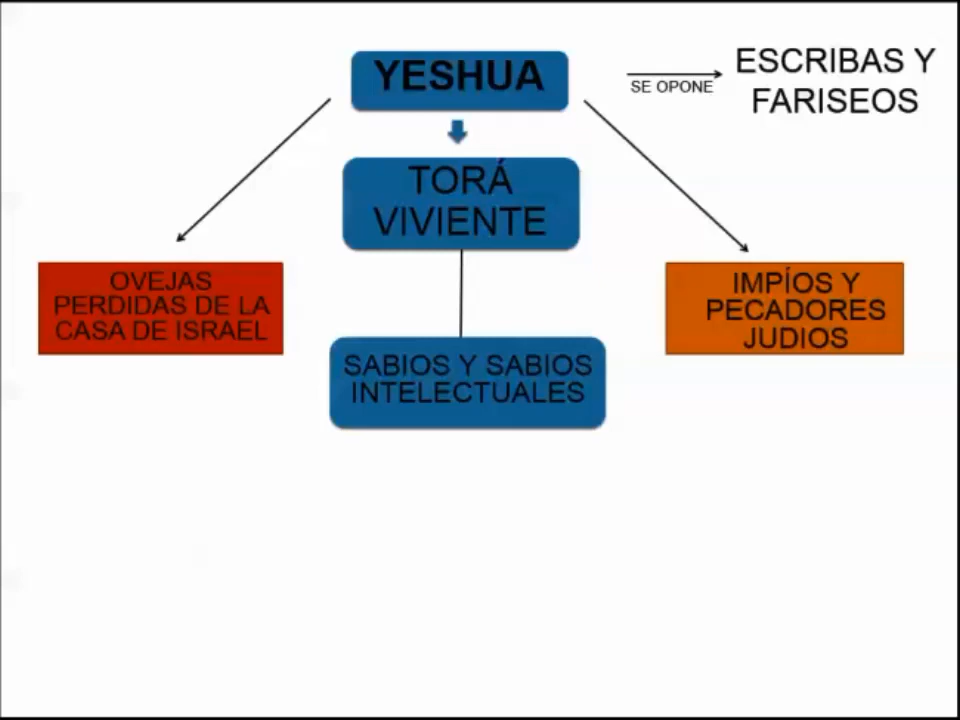 YESHUA
SE OPONE
ESCRIBAS Y
FARISEOS
TORÁ
VIVIENTE
OVEJAS
PERDIDAS DE LA
CASA DE ISRAEL
IMPÍOS Y
PECADORES
JUDIOS
SABIOS Y SABIOS
INTELECTUALES